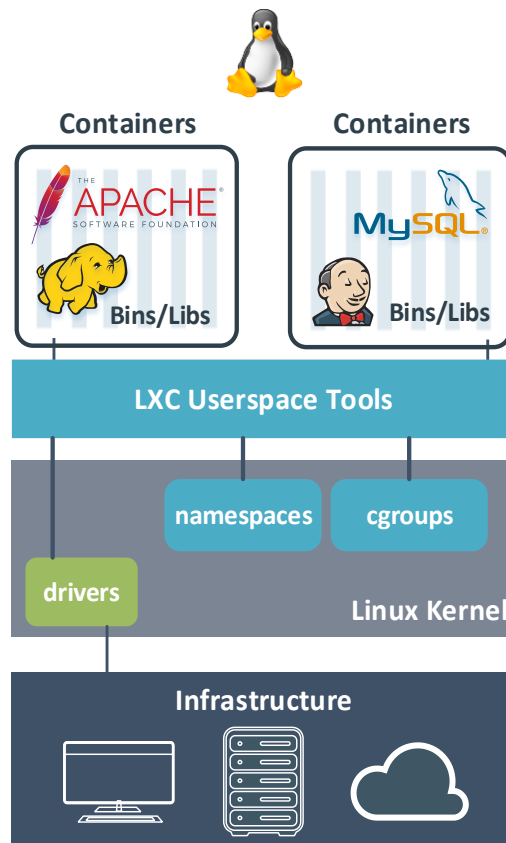 Containers
Containers
THE
APACHE®
SOFTWARE FOUNDATION
Bins/Libs
MySQL®
Bins/Libs
LXC Userspace Tools
namespaces
cgroups
drivers
Linux Kernel
Infrastructure